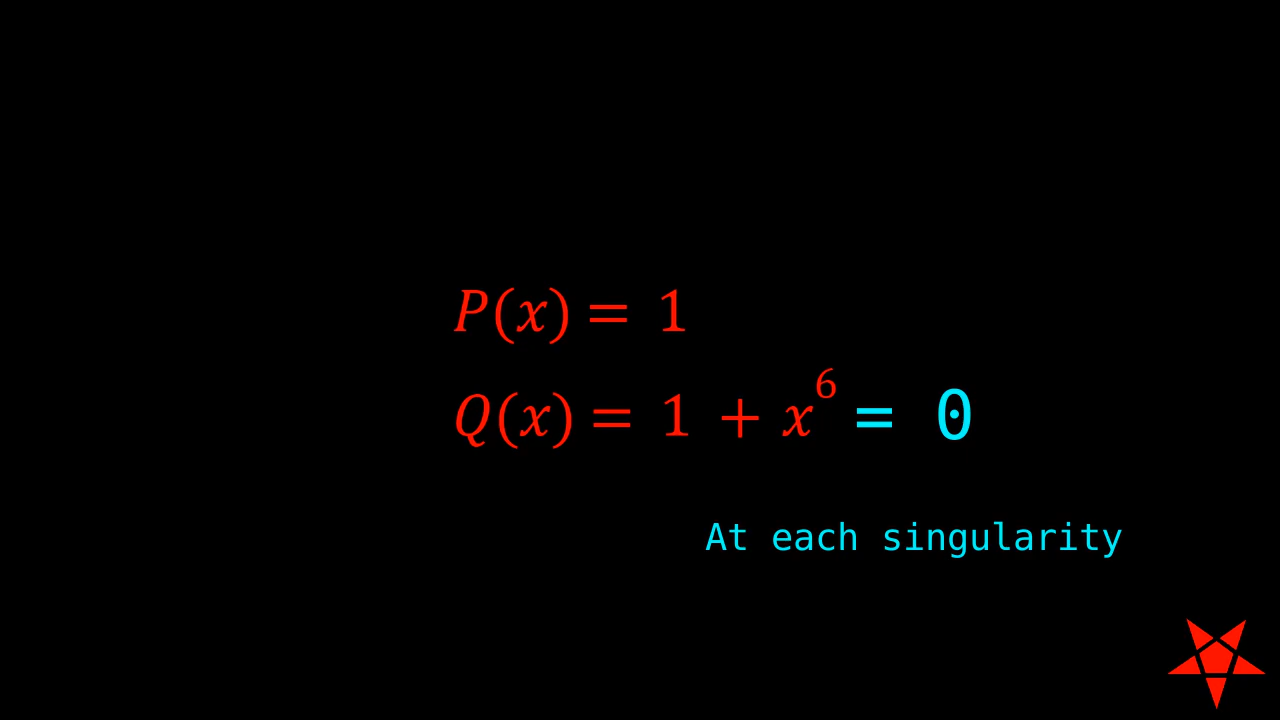 P(x) = 1
Q(x) = 1 + x⁶ = 0
At each singularity